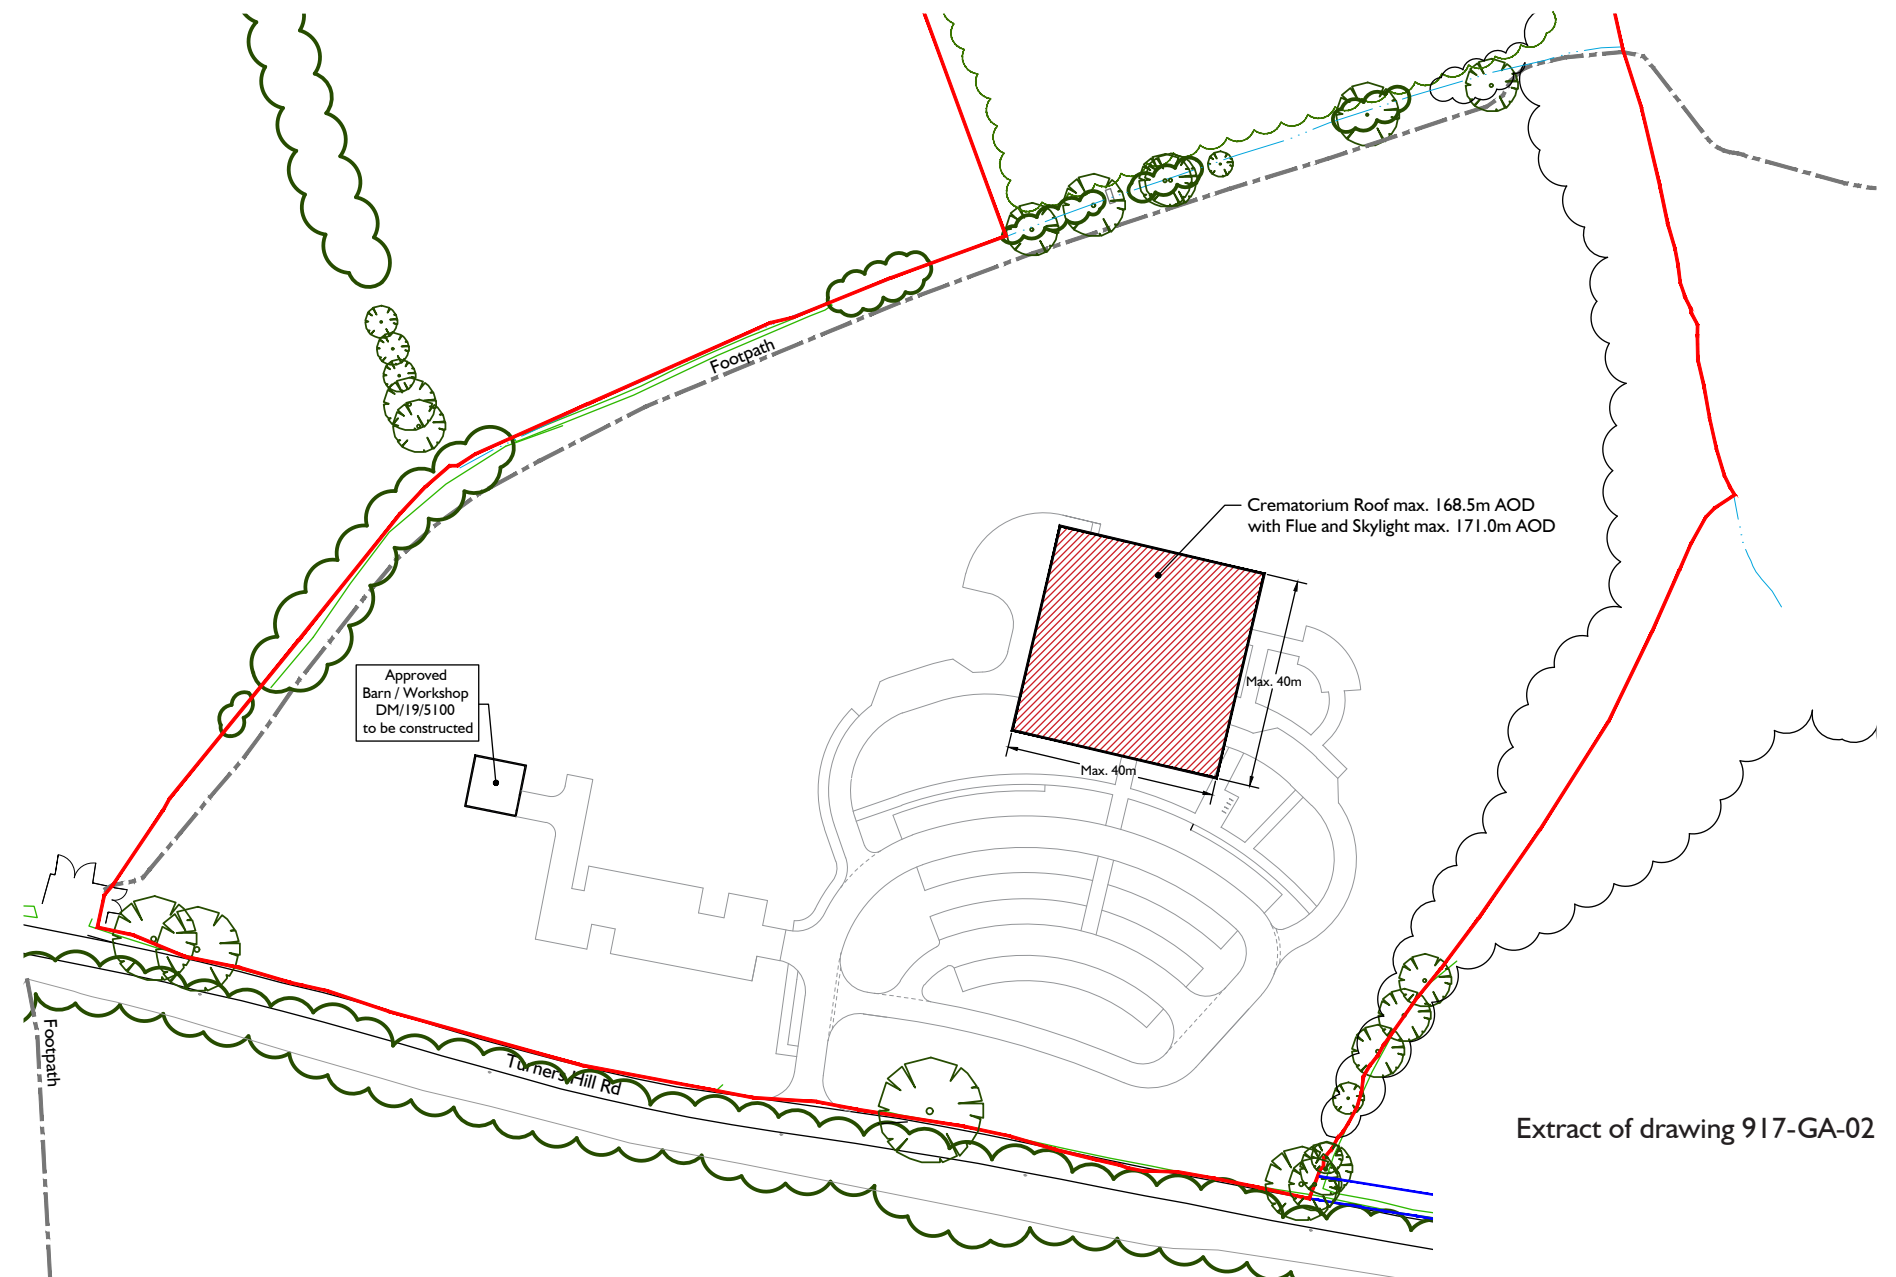 Footpath
Crematorium Roof max. 168.5m AOD
with Flue and Skylight max. 171.0m AOD
Approved
Barn / Workshop
DM/19/5100
to be constructed
Max. 40m
Max. 40m
Footpath
Turners Hill Rd
Extract of drawing 917-GA-02